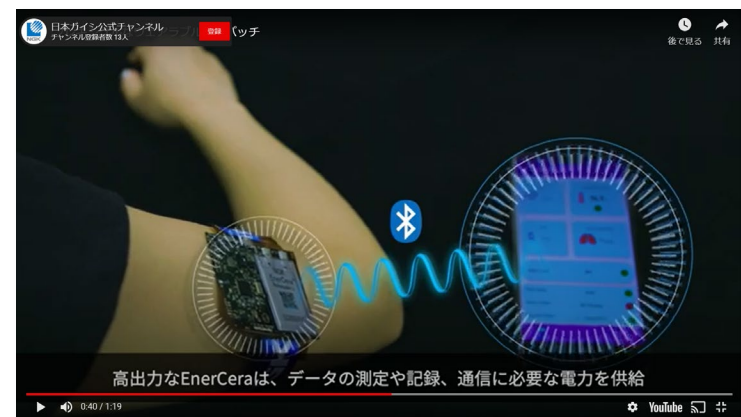 日本ガイシ公式チャンネル
チャンネル登録者数 13人
登録
パッチ
後で見る
共有
NGK
EnerCera
高出力なEnerCeraは、データの測定や記録、通信に必要な電力を供給
0:40 / 1:19
YouTube